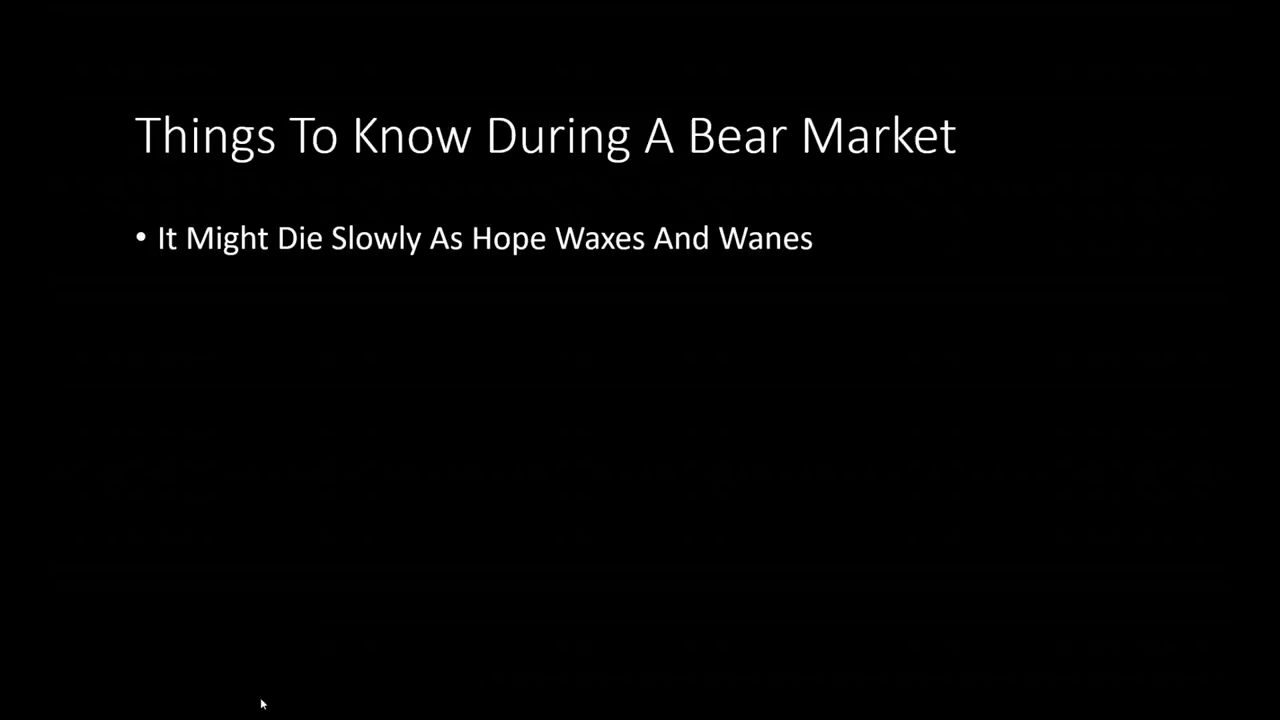 Things To Know During A Bear Market
• It Might Die Slowly As Hope Waxes And Wanes